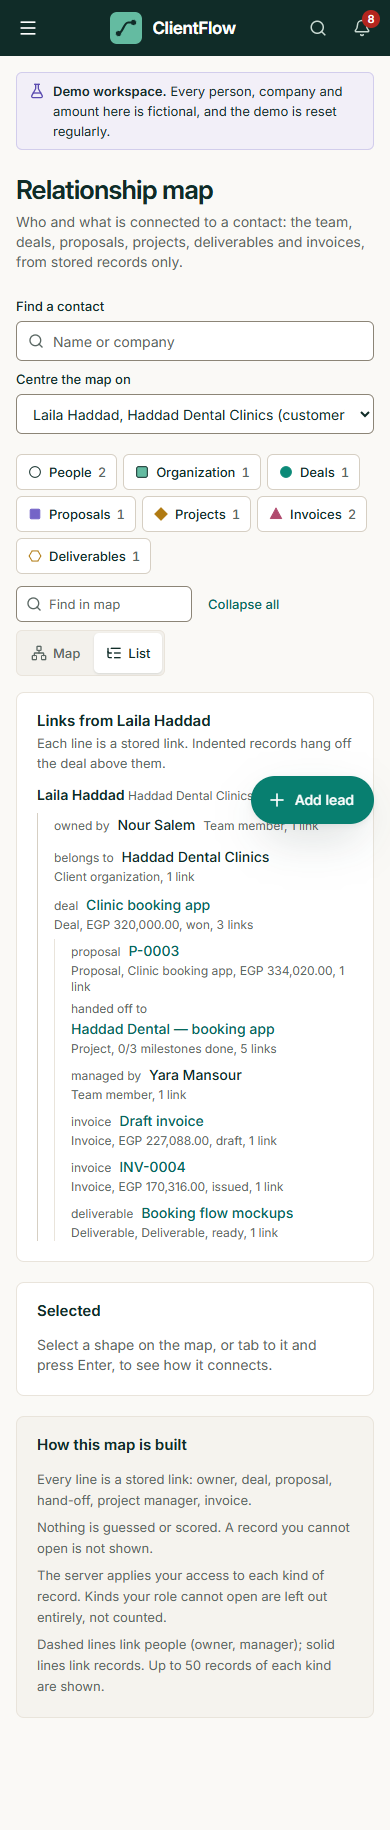 ClientFlow
8
Demo workspace. Every person, company and
amount here is fictional, and the demo is reset
regularly.
Relationship map
Who and what is connected to a contact: the team,
deals, proposals, projects, deliverables and invoices,
from stored records only.
Find a contact
Name or company
Centre the map on
Laila Haddad, Haddad Dental Clinics (customer
People 2
Organization 1
Deals 1
Proposals 1
Projects 1
Invoices 2
Deliverables 1
Find in map
Collapse all
Map
List
Links from Laila Haddad
Each line is a stored link. Indented records hang off
the deal above them.
Laila Haddad Haddad Dental Clinics
Add lead
owned by Nour Salem Team member, 1 link
belongs to Haddad Dental Clinics
Client organization, 1 link
deal Clinic booking app
Deal, EGP 320,000.00, won, 3 links
proposal P-0003
Proposal, Clinic booking app, EGP 334,020.00, 1
link
handed off to
Haddad Dental — booking app
Project, 0/3 milestones done, 5 links
managed by Yara Mansour
Team member, 1 link
invoice Draft invoice
Invoice, EGP 227,088.00, draft, 1 link
invoice INV-0004
Invoice, EGP 170,316.00, issued, 1 link
deliverable Booking flow mockups
Deliverable, Deliverable, ready, 1 link
Selected
Select a shape on the map, or tab to it and
press Enter, to see how it connects.
How this map is built
Every line is a stored link: owner, deal, proposal,
hand-off, project manager, invoice.
Nothing is guessed or scored. A record you cannot
open is not shown.
The server applies your access to each kind of
record. Kinds your role cannot open are left out
entirely, not counted.
Dashed lines link people (owner, manager); solid
lines link records. Up to 50 records of each kind
are shown.